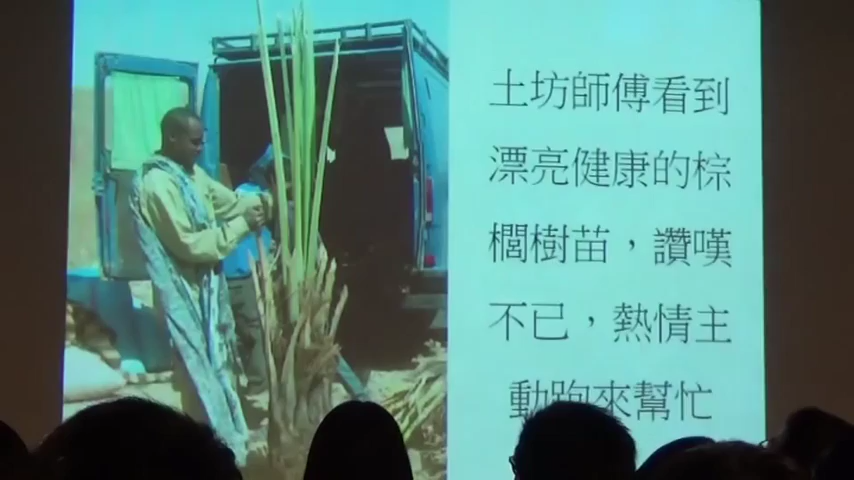 土坊師傅看到
漂亮健康的棕
櫚樹苗，讚嘆
不已，熱情主
動跑來幫忙